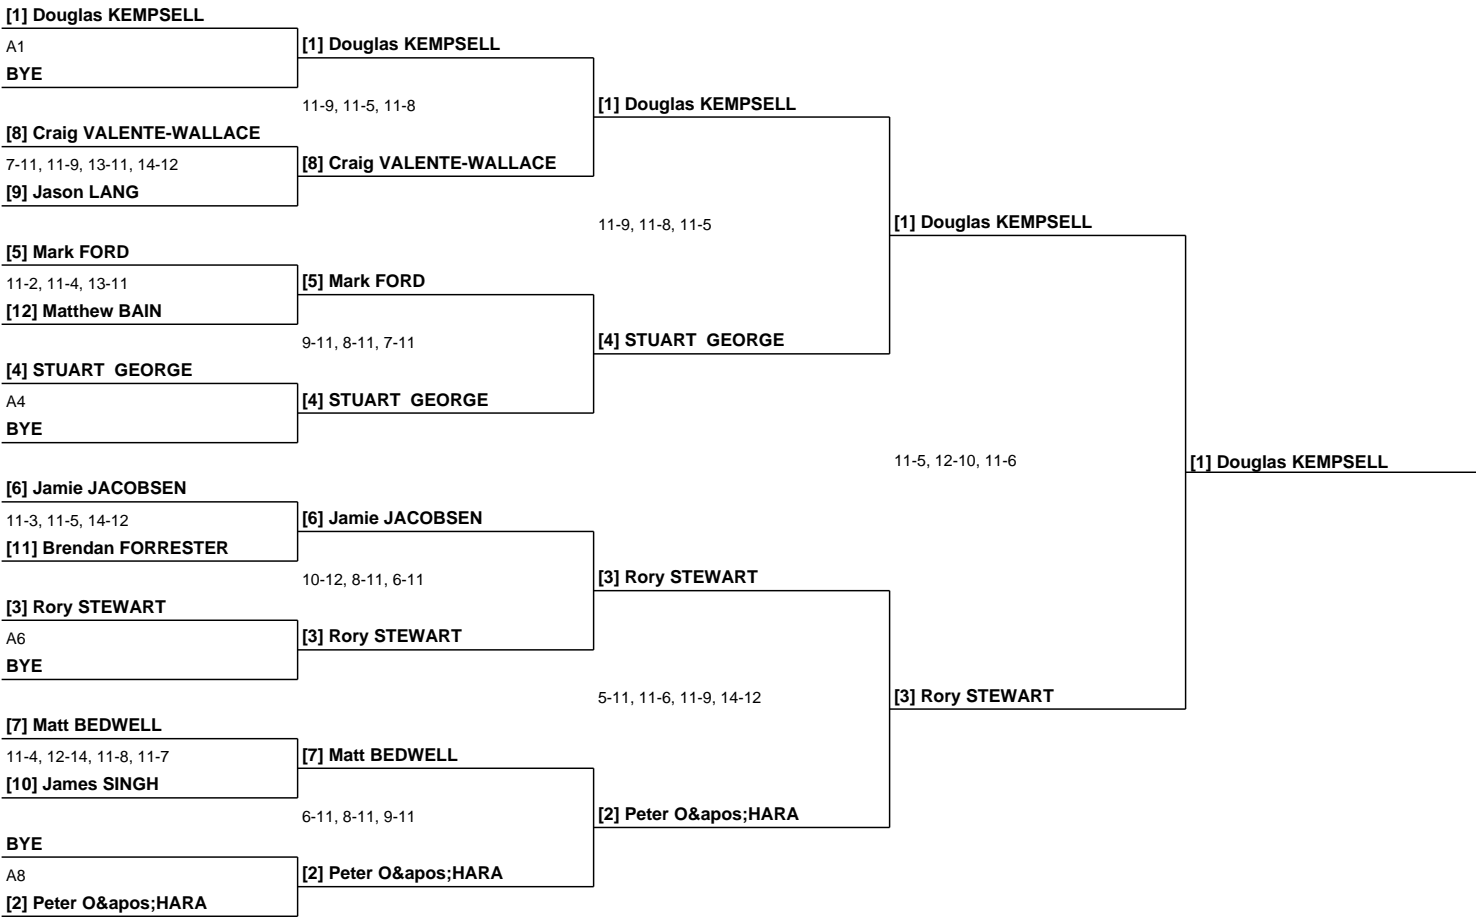 [1] Douglas KEMPSELL
A1
BYE
[8] Craig VALENTE-WALLACE
7-11, 11-9, 13-11, 14-12
[9] Jason LANG
[5] Mark FORD
11-2, 11-4, 13-11
[12] Matthew BAIN
[4] STUART  GEORGE
A4
BYE
[6] Jamie JACOBSEN
11-3, 11-5, 14-12
[11] Brendan FORRESTER
[3] Rory STEWART
A6
BYE
[7] Matt BEDWELL
11-4, 12-14, 11-8, 11-7
[10] James SINGH
BYE
A8
[2] Peter O&apos;HARA
[1] Douglas KEMPSELL
11-9, 11-5, 11-8
[8] Craig VALENTE-WALLACE
[5] Mark FORD
9-11, 8-11, 7-11
[4] STUART  GEORGE
[6] Jamie JACOBSEN
10-12, 8-11, 6-11
[3] Rory STEWART
[7] Matt BEDWELL
6-11, 8-11, 9-11
[2] Peter O&apos;HARA
[1] Douglas KEMPSELL
11-9, 11-8, 11-5
[4] STUART  GEORGE
[3] Rory STEWART
5-11, 11-6, 11-9, 14-12
[2] Peter O&apos;HARA
[1] Douglas KEMPSELL
11-5, 12-10, 11-6
[3] Rory STEWART
[1] Douglas KEMPSELL